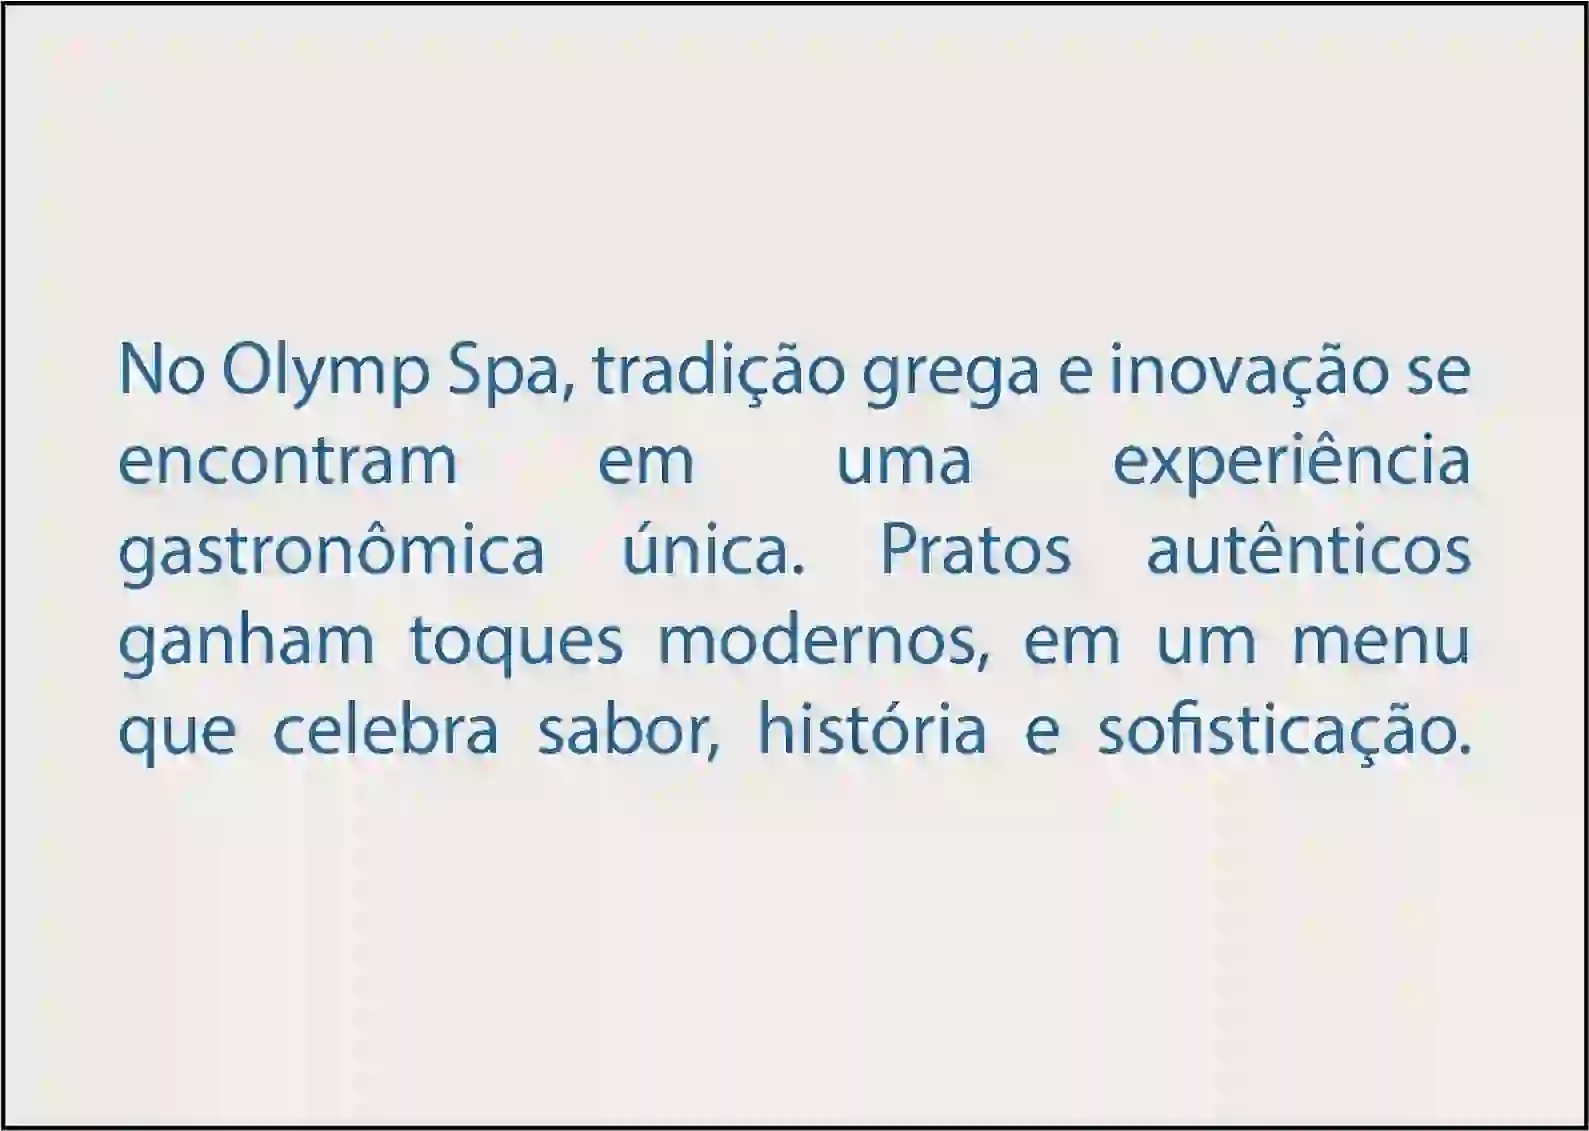 No Olymp Spa, tradição grega e inovação se
encontram em uma experiência
gastronômica única. Pratos autênticos
ganham toques modernos, em um menu
que celebra sabor, história e sofisticação.